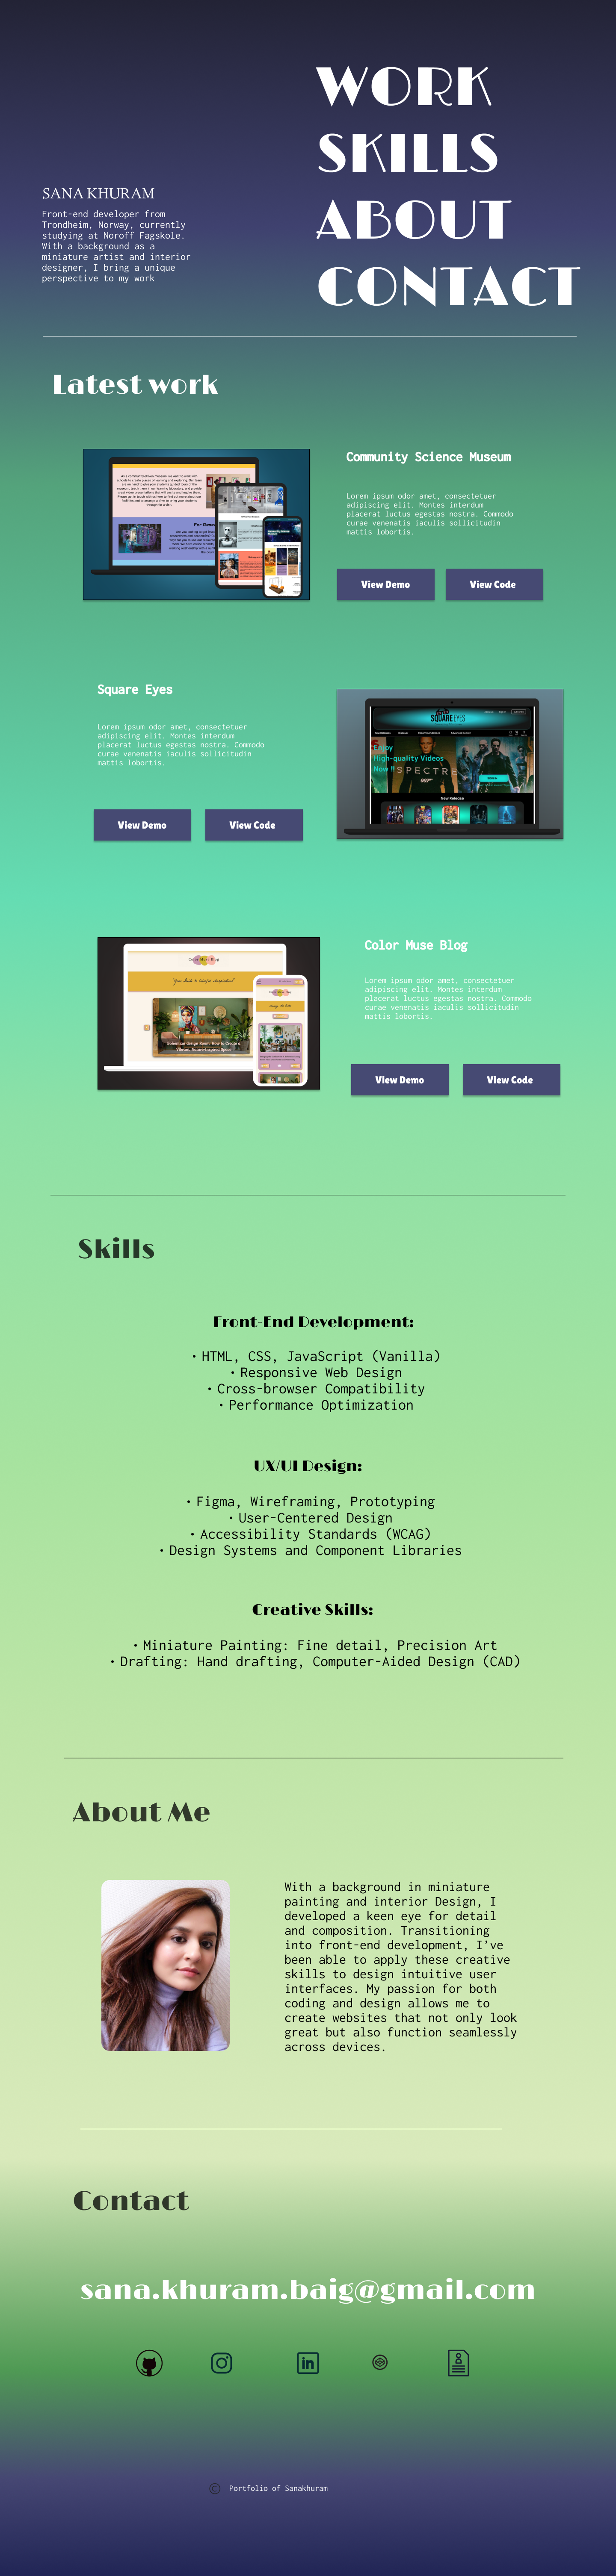 WORK
SKILLS
ABOUT
CONTACT
SANA KHURAM
Front-end developer from
Trondheim, Norway, currently
studying at Noroff Fagskole.
With a background as a
miniature artist and interior
designer, I bring a unique
perspective to my work
Latest work
Community Science Museum
Lorem ipsum odor amet, consectetuer
adipiscing elit. Montes interdum
placerat luctus egestas nostra. Commodo
curae venenatis iaculis sollicitudin
mattis lobortis.
View Demo
View Code
Square Eyes
Lorem ipsum odor amet, consectetuer
adipiscing elit. Montes interdum
placerat luctus egestas nostra. Commodo
curae venenatis iaculis sollicitudin
mattis lobortis.
View Demo
View Code
SQUARE EYES
Enjoy
High-quality Videos
Now !!
SPECTRE
New Release
Color Muse Blog
Lorem ipsum odor amet, consectetuer
adipiscing elit. Montes interdum
placerat luctus egestas nostra. Commodo
curae venenatis iaculis sollicitudin
mattis lobortis.
View Demo
View Code
Skills
Front-End Development:
• HTML, CSS, JavaScript (Vanilla)
• Responsive Web Design
• Cross-browser Compatibility
• Performance Optimization
UX/UI Design:
• Figma, Wireframing, Prototyping
• User-Centered Design
• Accessibility Standards (WCAG)
• Design Systems and Component Libraries
Creative Skills:
• Miniature Painting: Fine detail, Precision Art
• Drafting: Hand drafting, Computer-Aided Design (CAD)
About Me
With a background in miniature
painting and interior Design, I
developed a keen eye for detail
and composition. Transitioning
into front-end development, I've
been able to apply these creative
skills to design intuitive user
interfaces. My passion for both
coding and design allows me to
create websites that not only look
great but also function seamlessly
across devices.
Contact
sana.khuram.baig@gmail.com
in
© Portfolio of Sanakhuram